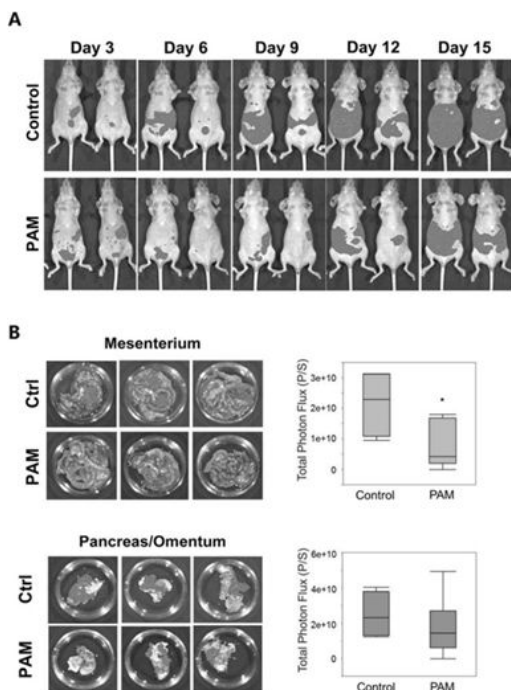 A
Day 3 Day 6 Day 9 Day 12 Day 15
Control
PAM
B
Mesenterium
Ctrl
PAM
Total Photon Flux (P/S)
3e+10
2e+10
1e+10
0
*
Control PAM
Pancreas/Omentum
Ctrl
PAM
Total Photon Flux (P/S)
6e+10
4e+10
2e+10
0
Control PAM